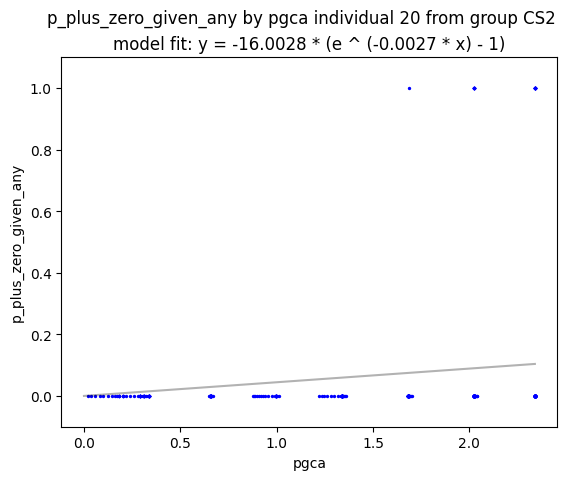 p_plus_zero_given_any by pgca individual 20 from group CS2
model fit: y = -16.0028 * (e ^ (-0.0027 * x) - 1)
1.0
0.8
0.6
0.4
0.2
0.0
p_plus_zero_given_any
0.0 0.5 1.0 1.5 2.0
pgca